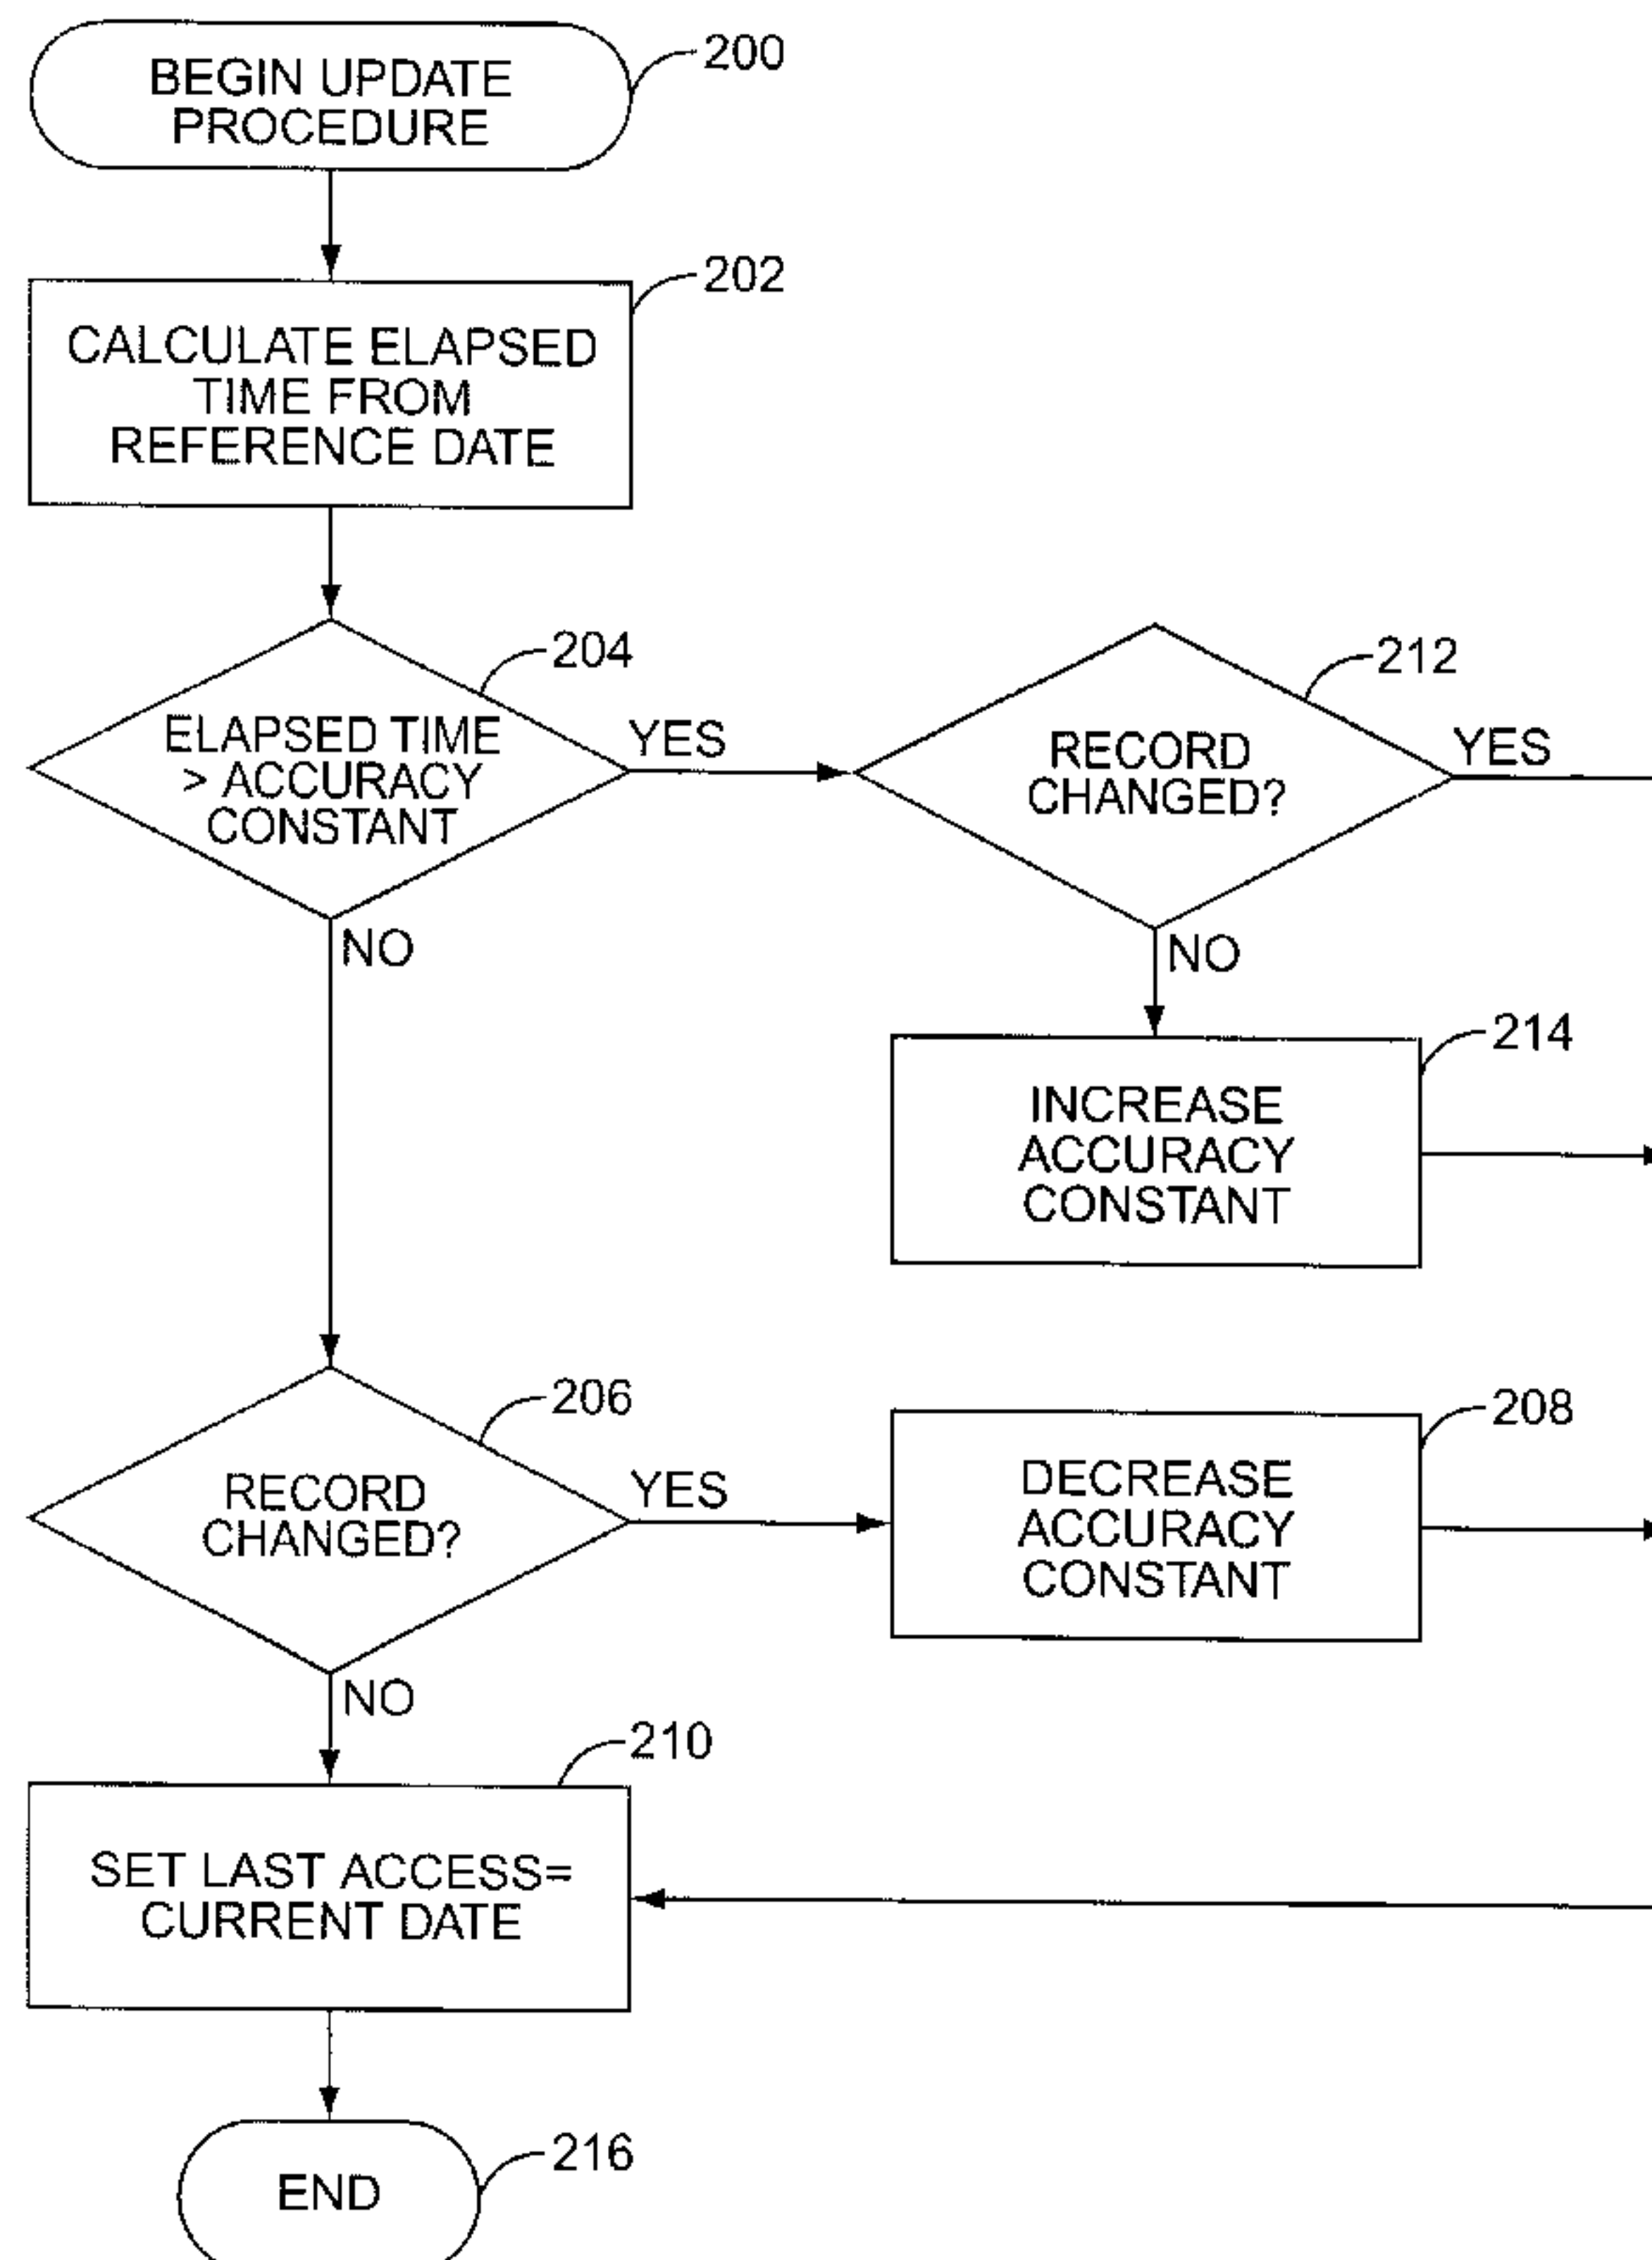 BEGIN UPDATE
PROCEDURE
200
CALCULATE ELAPSED
TIME FROM
REFERENCE DATE
202
ELAPSED TIME
> ACCURACY
CONSTANT
204
YES
NO
RECORD
CHANGED?
212
YES
NO
INCREASE
ACCURACY
CONSTANT
214
RECORD
CHANGED?
206
YES
NO
DECREASE
ACCURACY
CONSTANT
208
SET LAST ACCESS=
CURRENT DATE
210
END
216